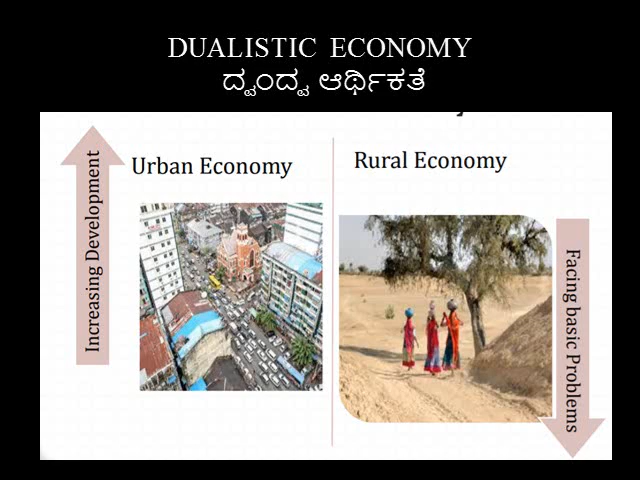 DUALISTIC ECONOMY
ದ್ವಂದ್ವ ಆರ್ಥಿಕತೆ
Increasing Development
Urban Economy
Rural Economy
Facing basic Problems